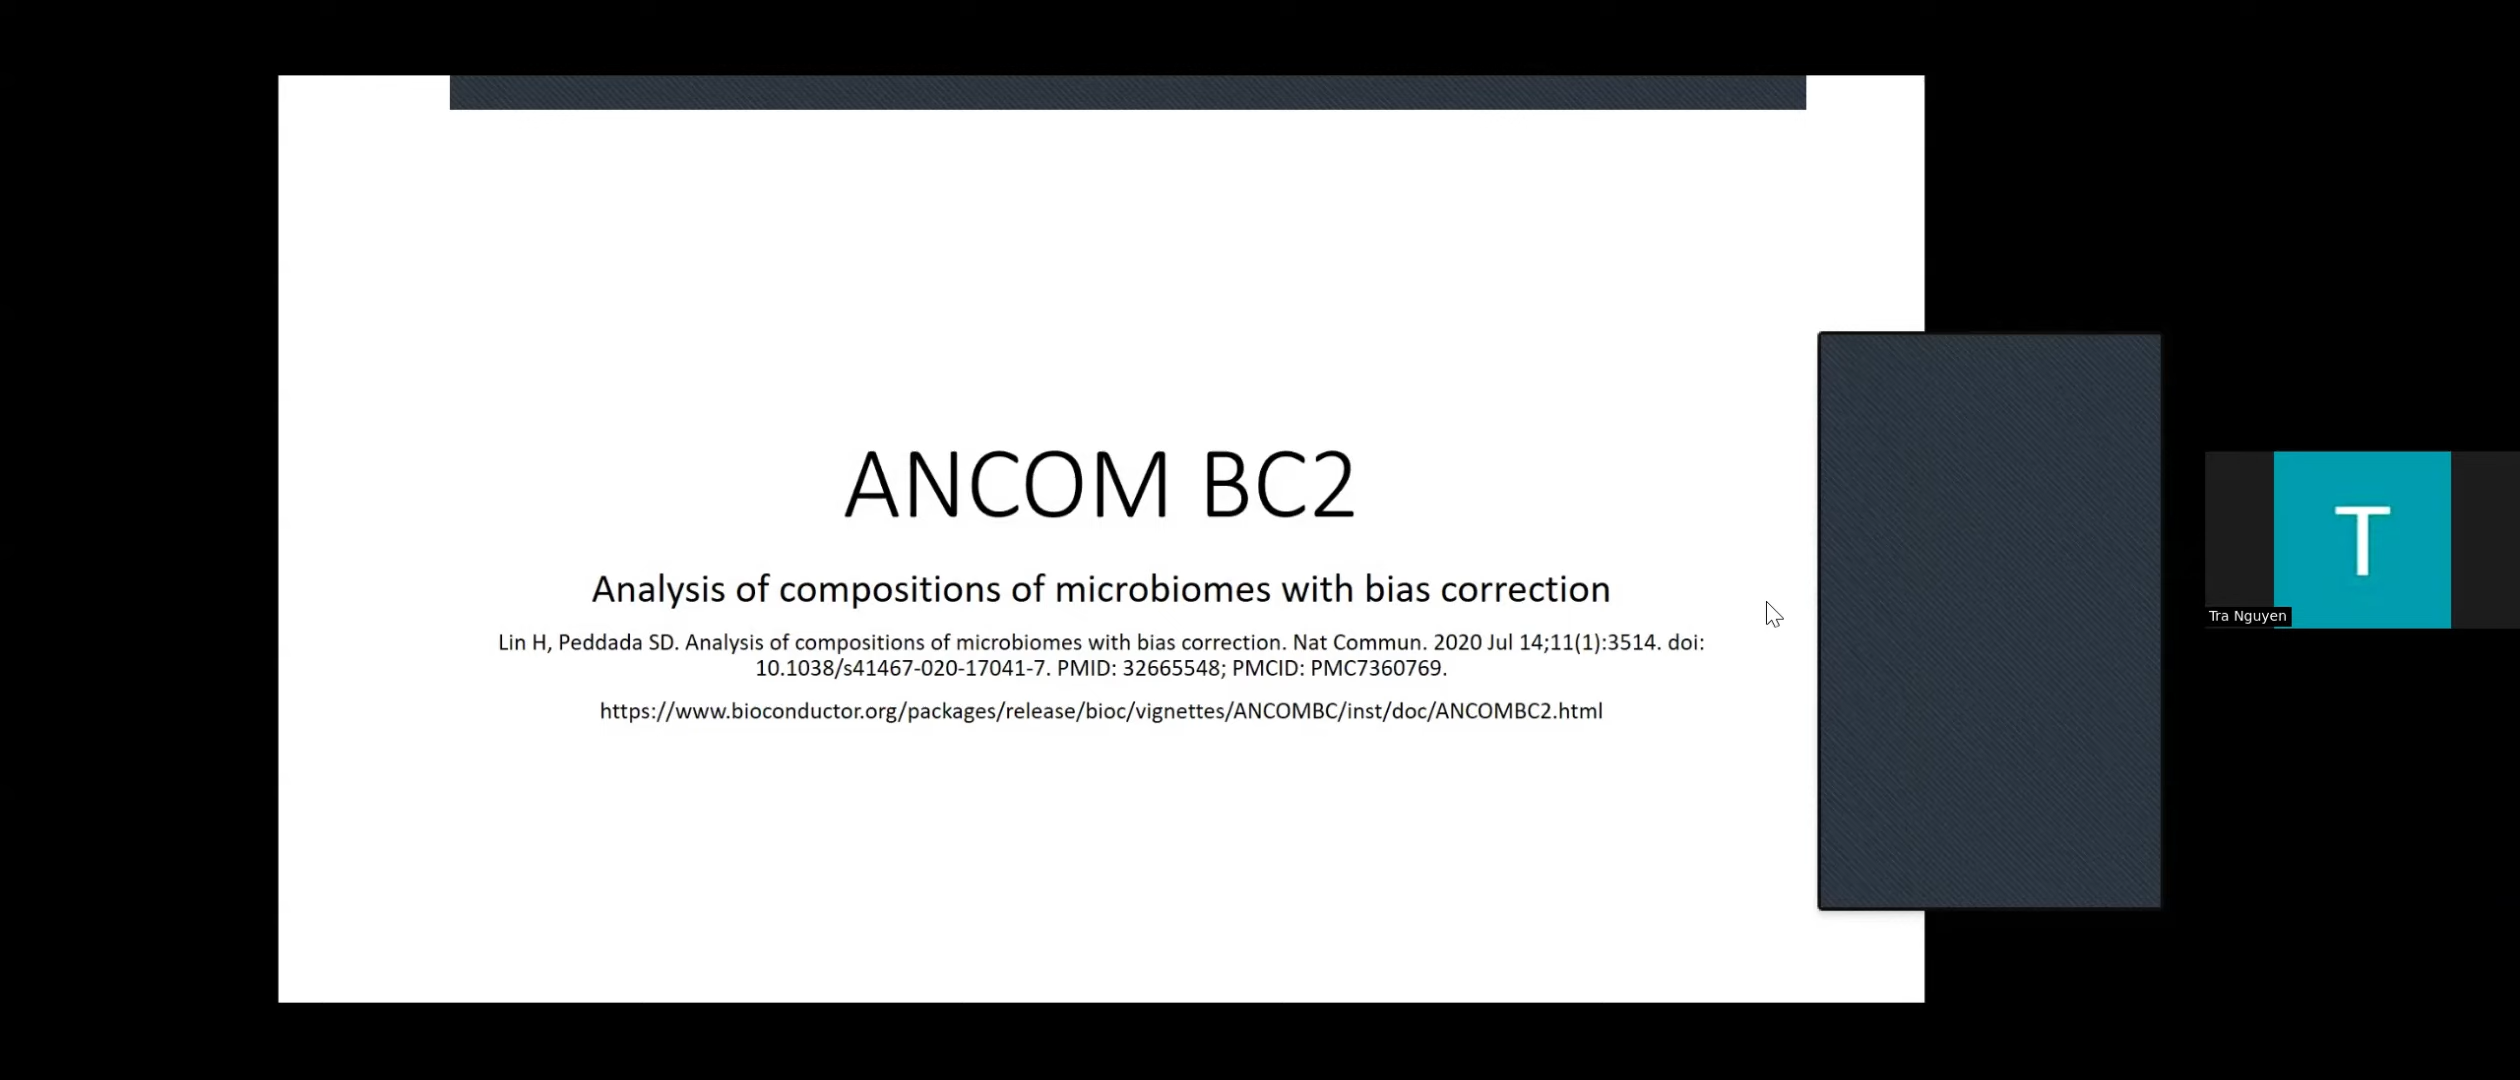 ANCOM BC2
Analysis of compositions of microbiomes with bias correction
Lin H, Peddada SD. Analysis of compositions of microbiomes with bias correction. Nat Commun. 2020 Jul 14;11(1):3514. doi:
10.1038/s41467-020-17041-7. PMID: 32665548; PMCID: PMC7360769.
https://www.bioconductor.org/packages/release/bioc/vignettes/ANCOMBC/inst/doc/ANCOMBC2.html
T
Tra Nguyen